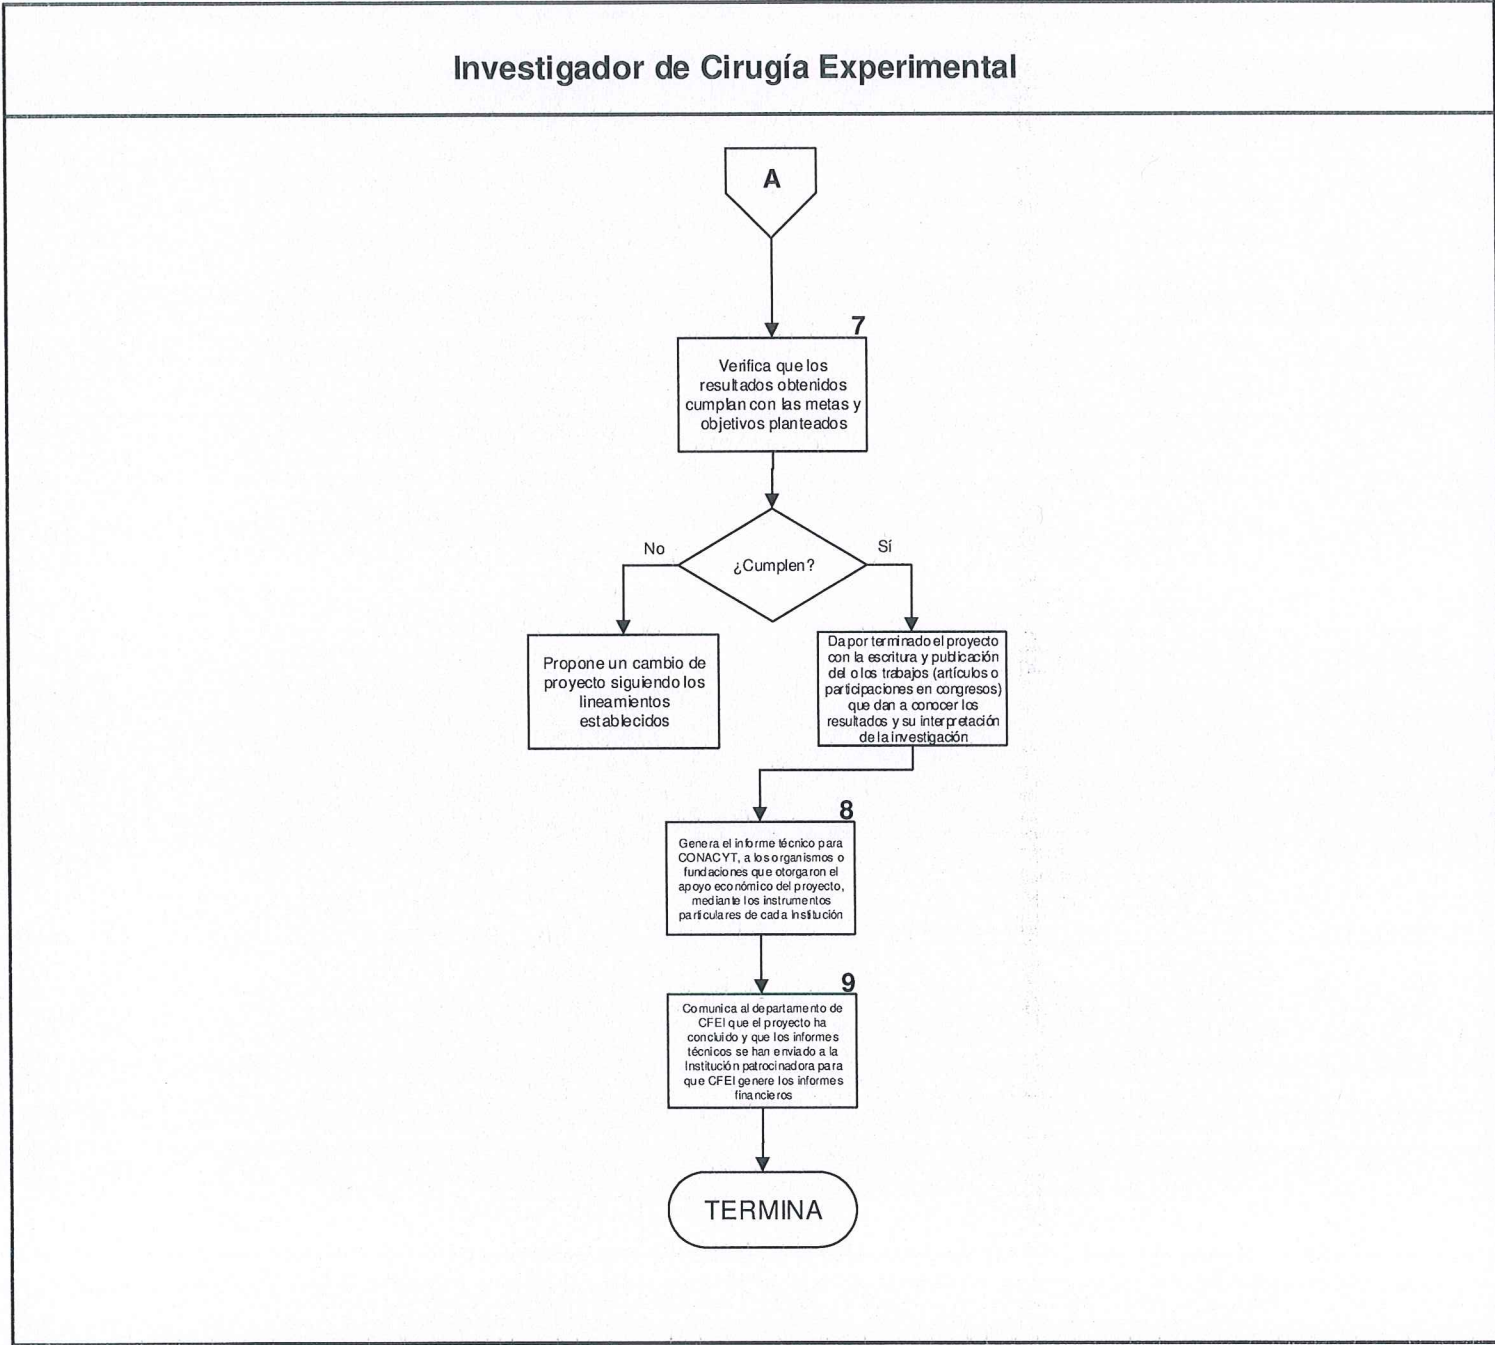 Investigador de Cirugía Experimental
A
7
Verifica que los
resultados obtenidos
cumplan con las metas y
objetivos planteados
¿Cumplen?
No
Sí
Propone un cambio de
proyecto siguiendo los
lineamientos
establecidos
Da por terminado el proyecto
con la escritura y publicación
del o los trabajos (artículos o
participaciones en congresos)
que dan a conocer los
resultados y su interpretación
de la investigación
8
Genera el informe técnico para
CONACYT, a los organismos o
fundaciones que otorgaron el
apoyo económico del proyecto,
mediante los instrumentos
particulares de cada Institución
9
Comunica al departamento de
CFEI que el proyecto ha
concluido y que los informes
técnicos se han enviado a la
Institución patrocinadora para
que CFEI genere los informes
financieros
TERMINA